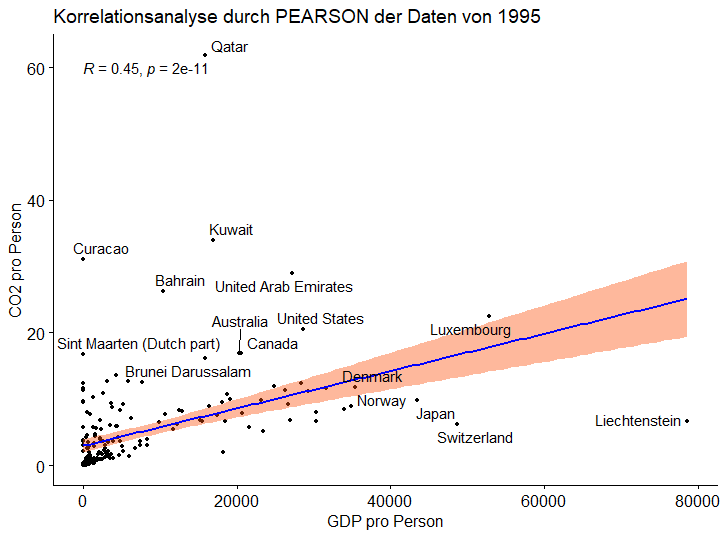 Korrelationsanalyse durch PEARSON der Daten von 1995
Qatar
60
R = 0.45, p = 2e-11
CO2 pro Person
40
Kuwait
Curacao
Bahrain
United Arab Emirates
Australia
United States
20
Luxembourg
Sint Maarten (Dutch part)
Canada
Brunei Darussalam
Denmark
Norway
Japan
Liechtenstein
Switzerland
0
0
20000
40000
60000
80000
GDP pro Person